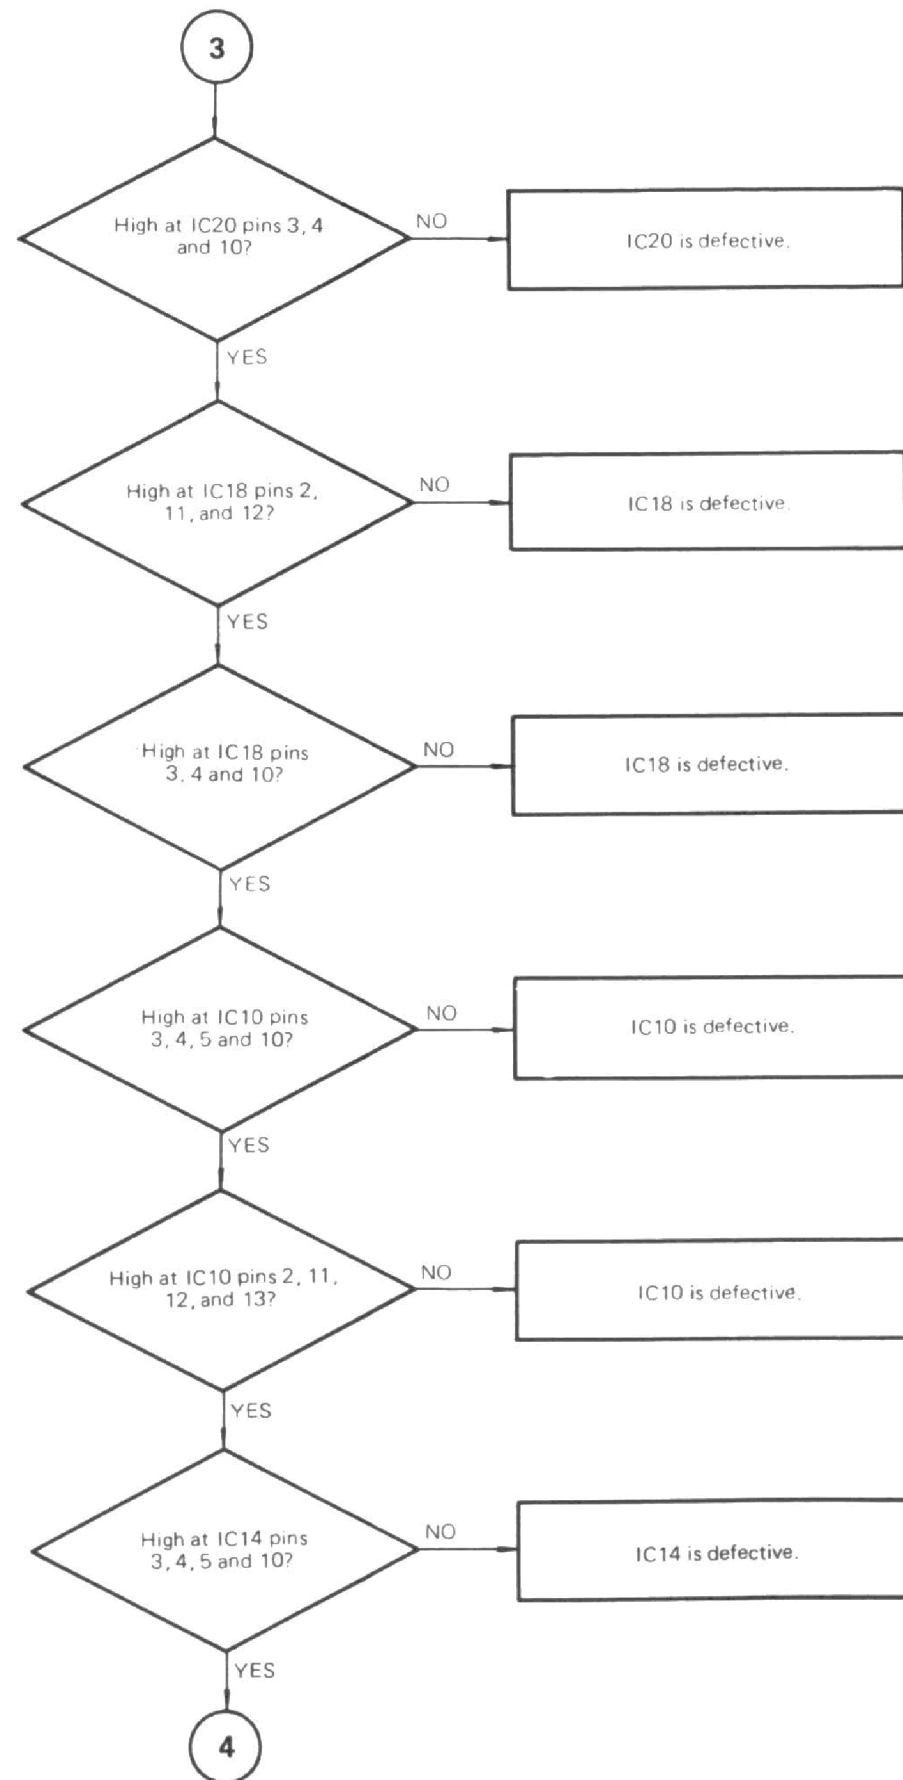 3
High at IC20 pins 3, 4
and 10?
NO
IC20 is defective.
YES
High at IC18 pins 2,
11, and 12?
NO
IC18 is defective.
YES
High at IC18 pins
3, 4 and 10?
NO
IC18 is defective.
YES
High at IC10 pins
3, 4, 5 and 10?
NO
IC10 is defective.
YES
High at IC10 pins 2, 11,
12, and 13?
NO
IC10 is defective.
YES
High at IC14 pins
3, 4, 5 and 10?
NO
IC14 is defective.
YES
4